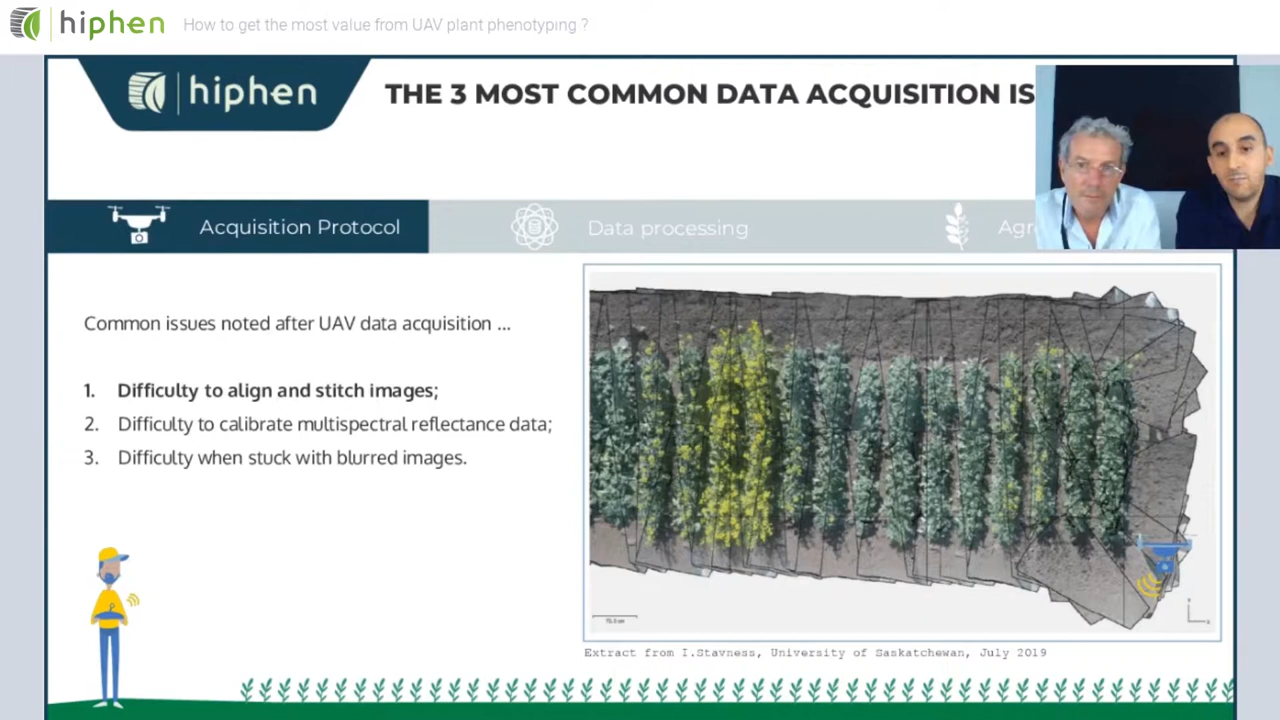 hiphen How to get the most value from UAV plant phenotyping ?
hiphen THE 3 MOST COMMON DATA ACQUISITION IS
Acquisition Protocol Data processing Agr
Common issues noted after UAV data acquisition ...
1. Difficulty to align and stitch images;
2. Difficulty to calibrate multispectral reflectance data;
3. Difficulty when stuck with blurred images.
Extract from I.Stavness, University of Saskatchewan, July 2019